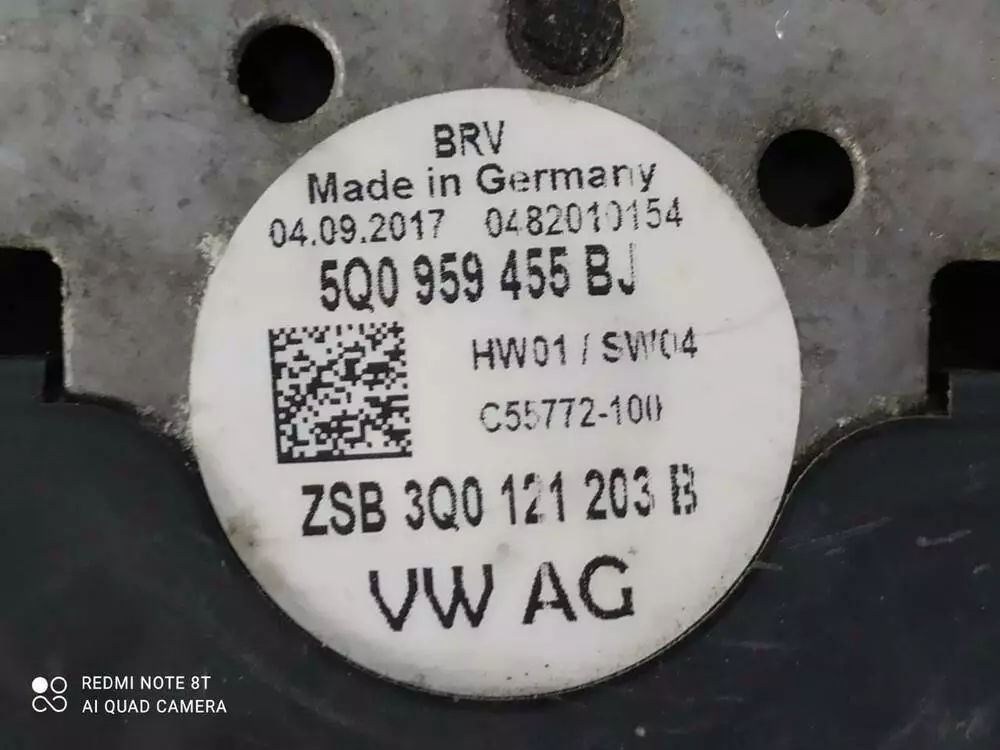 BRV
Made in Germany
04.09.2017 0482010154
5Q0 959 455 BJ
HW01 / SW04
C55772-100
ZSB 3Q0 121 203 B
VW AG
REDMI NOTE 8T
AI QUAD CAMERA